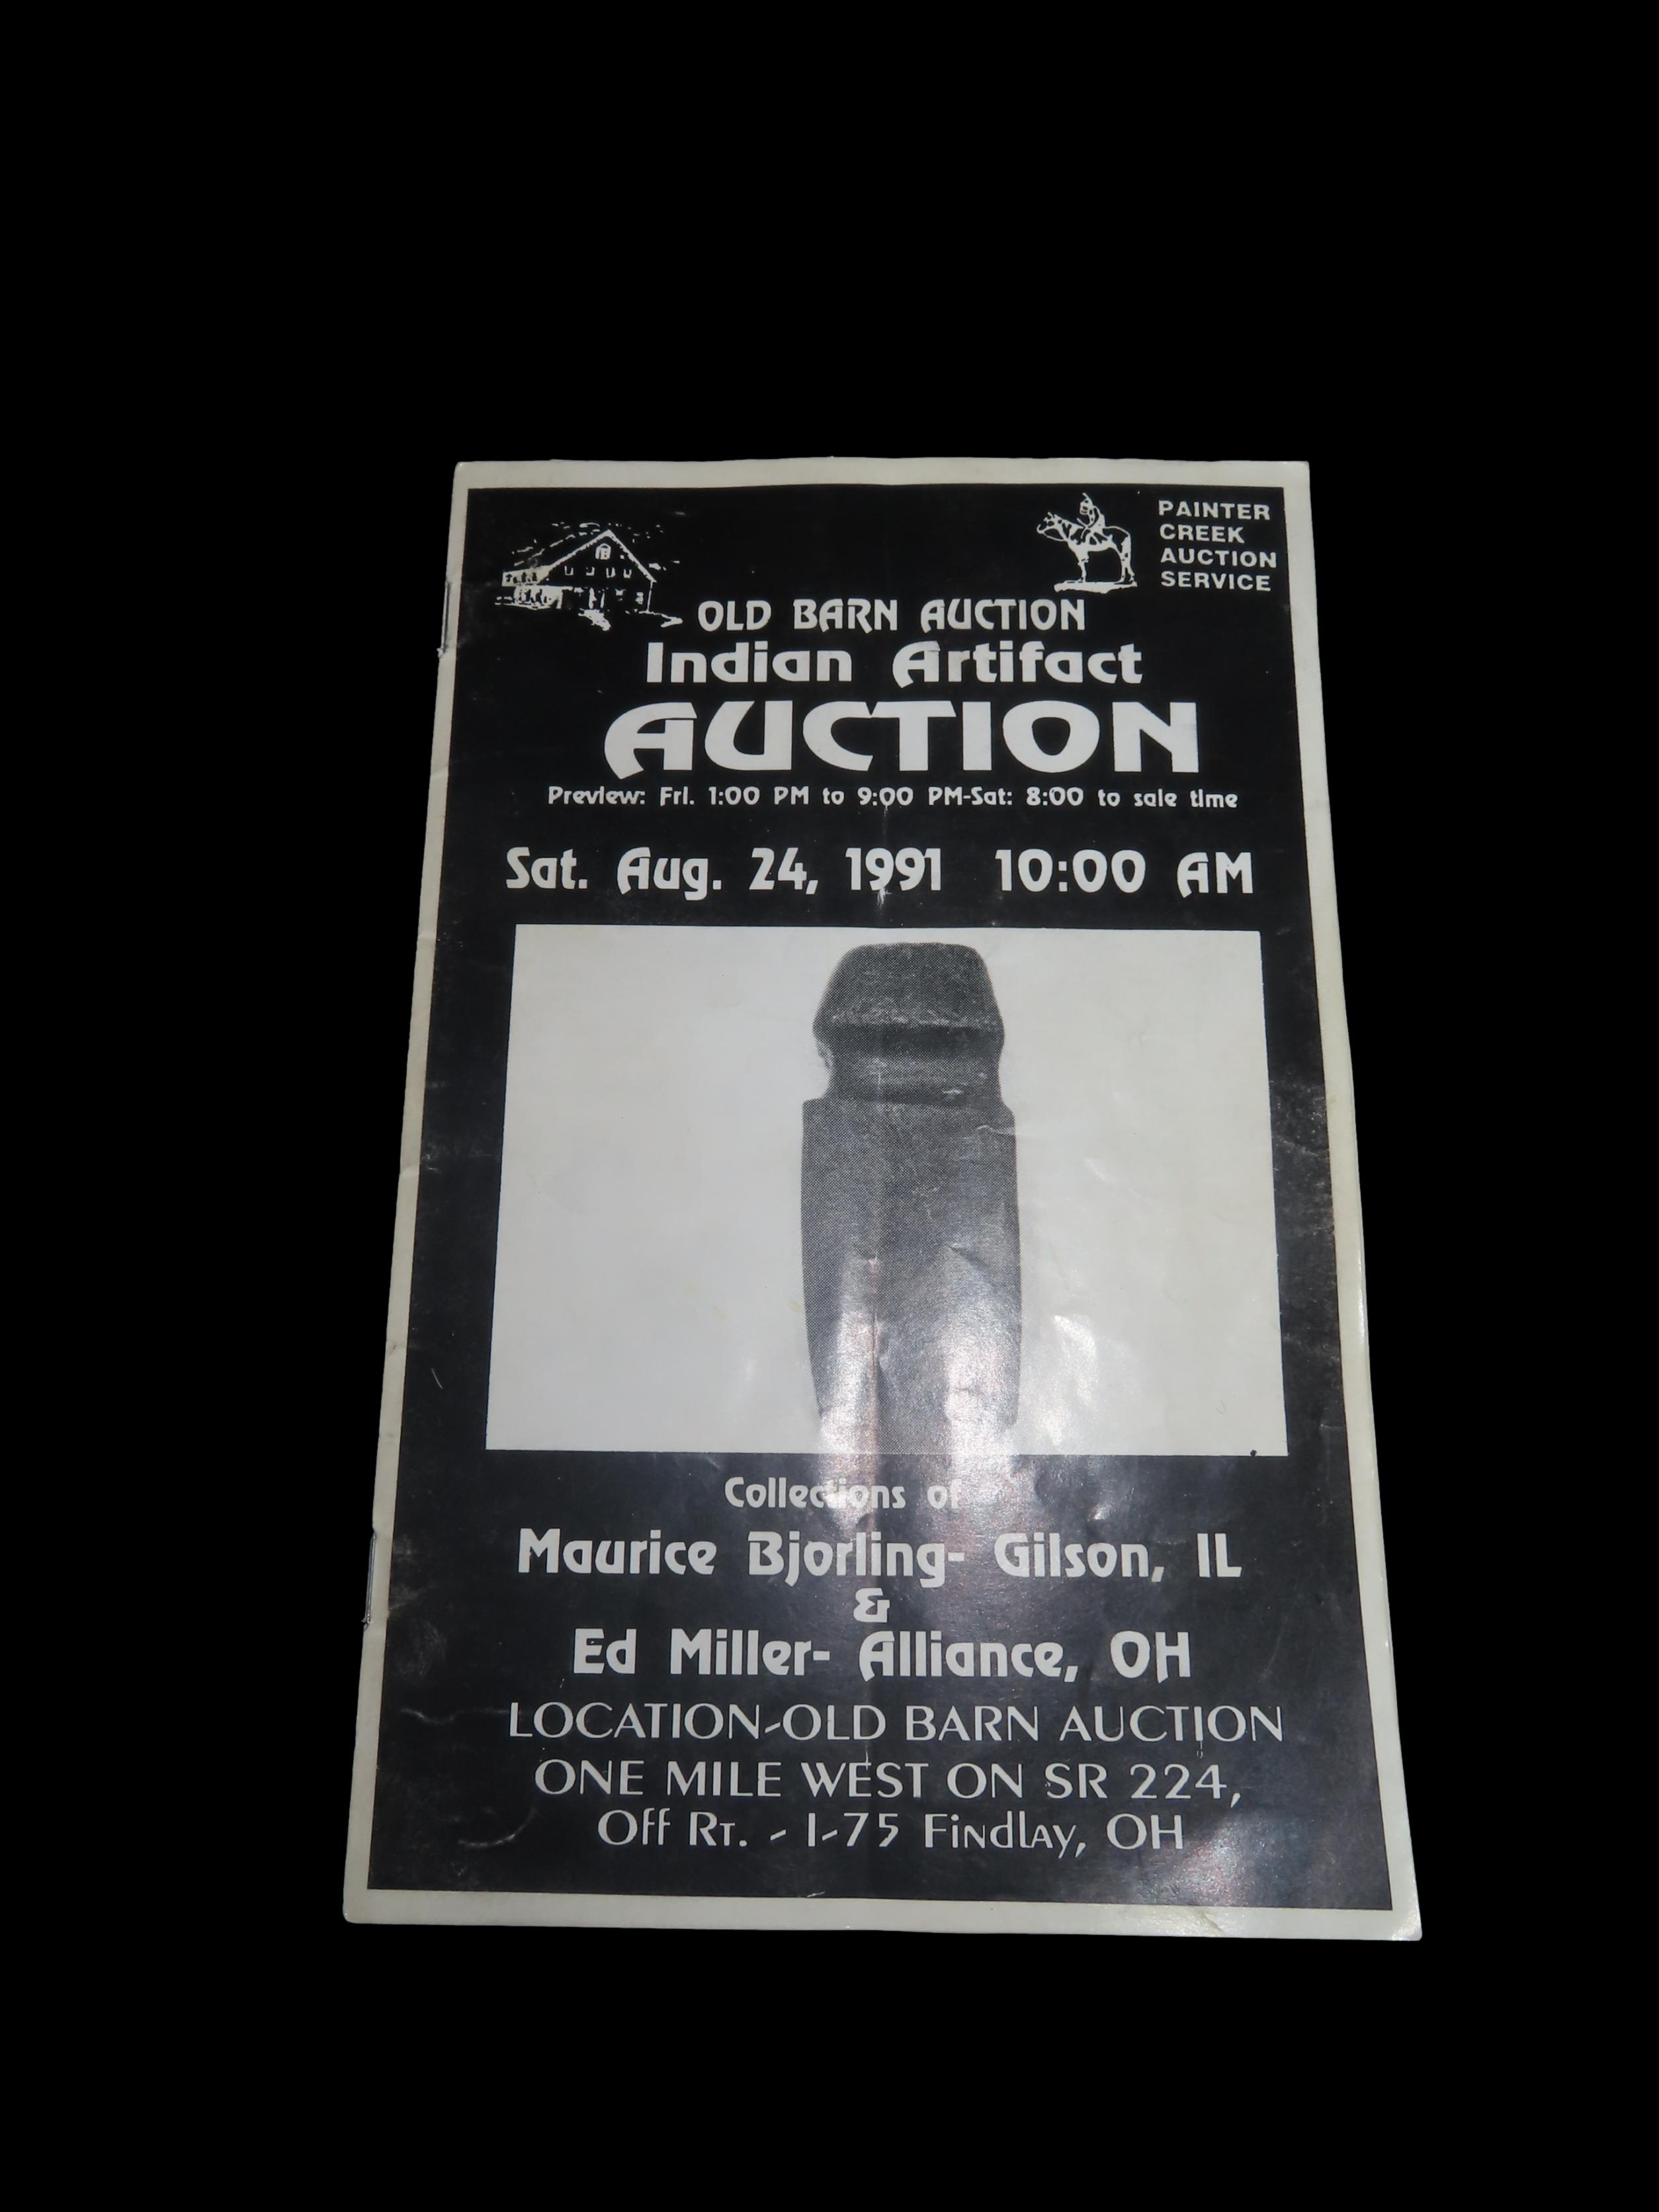 PAINTER
CREEK
AUCTION
SERVICE
OLD BARN AUCTION
Indian Artifact
AUCTION
Preview: Fri. 1:00 PM to 9:00 PM-Sat: 8:00 to sale time
Sat. Aug. 24, 1991 10:00 AM
Collections of
Maurice Bjorling- Gilson, IL
&
Ed Miller- Alliance, OH
LOCATION-OLD BARN AUCTION
ONE MILE WEST ON SR 224,
Off Rt. - I-75 Findlay, OH